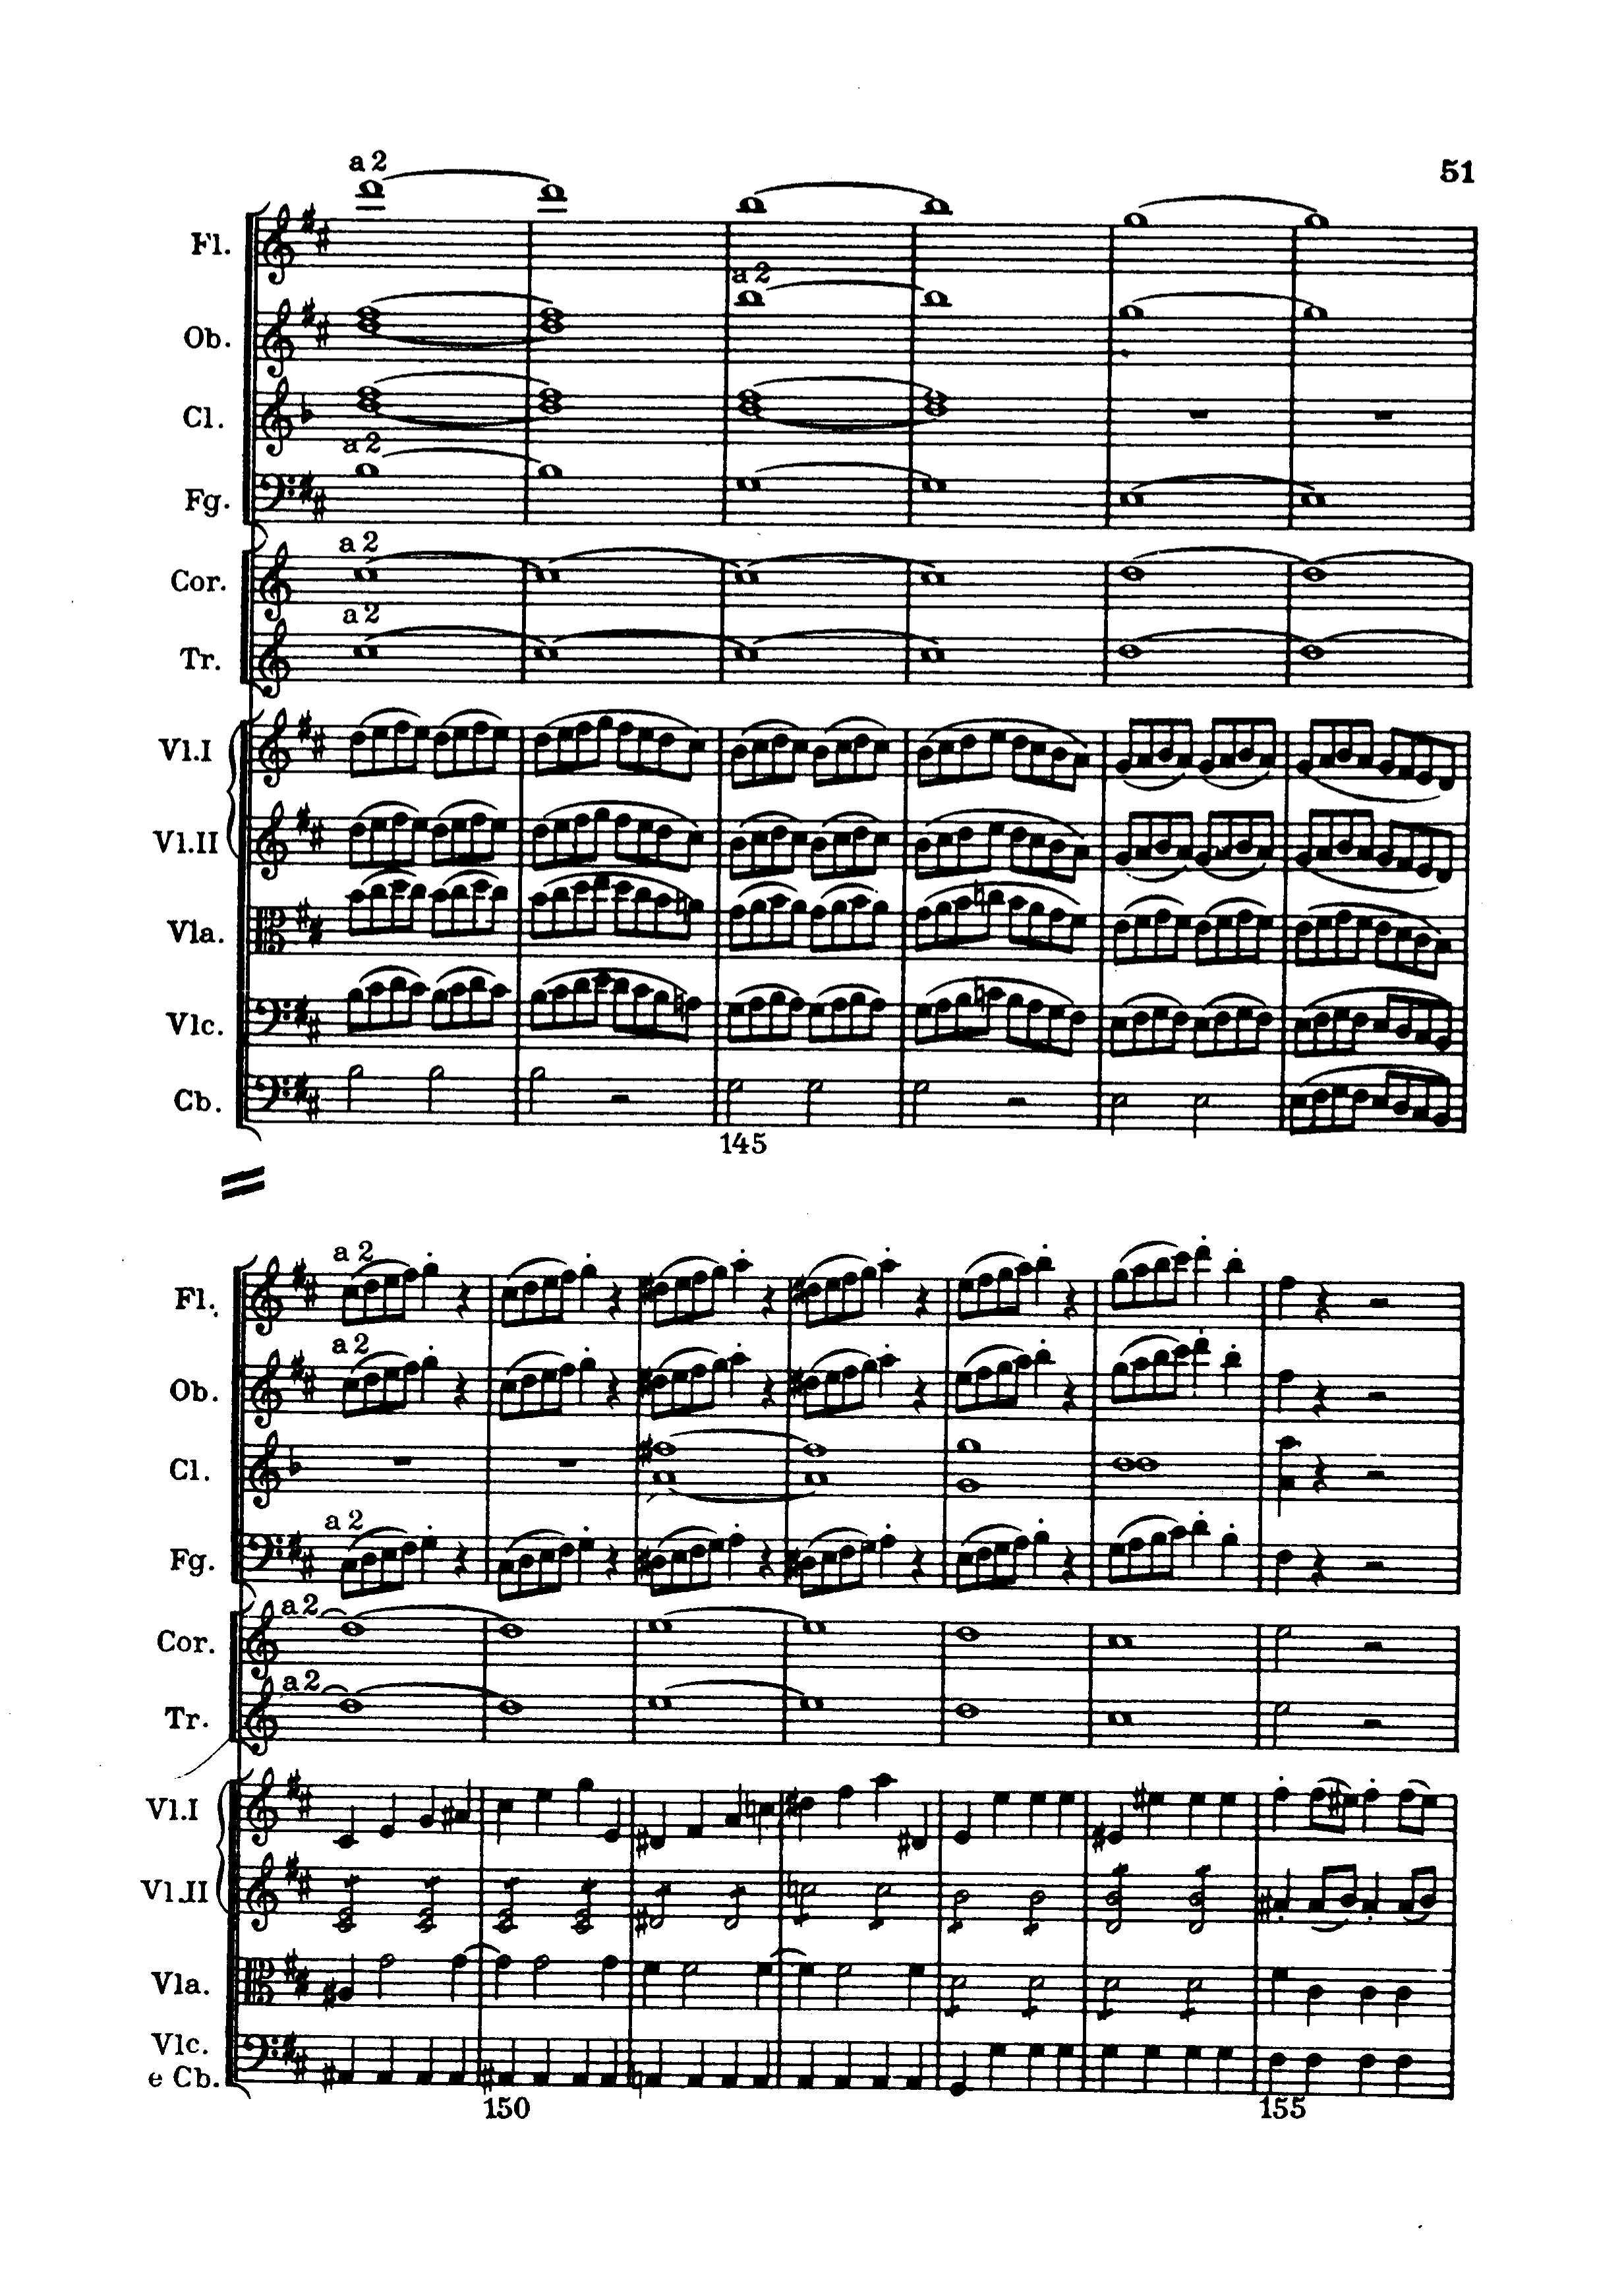 a 2
51
Fl.
a 2
Ob.
Cl.
a 2
Fg.
a 2
Cor.
a 2
Tr.
Vl.I
Vl.II
Vla.
Vlc.
Cb.
145
a 2
Fl.
a 2
Ob.
Cl.
a 2
Fg.
a 2
Cor.
a 2
Tr.
Vl.I
Vl.II
Vla.
Vlc.
e Cb.
150 155